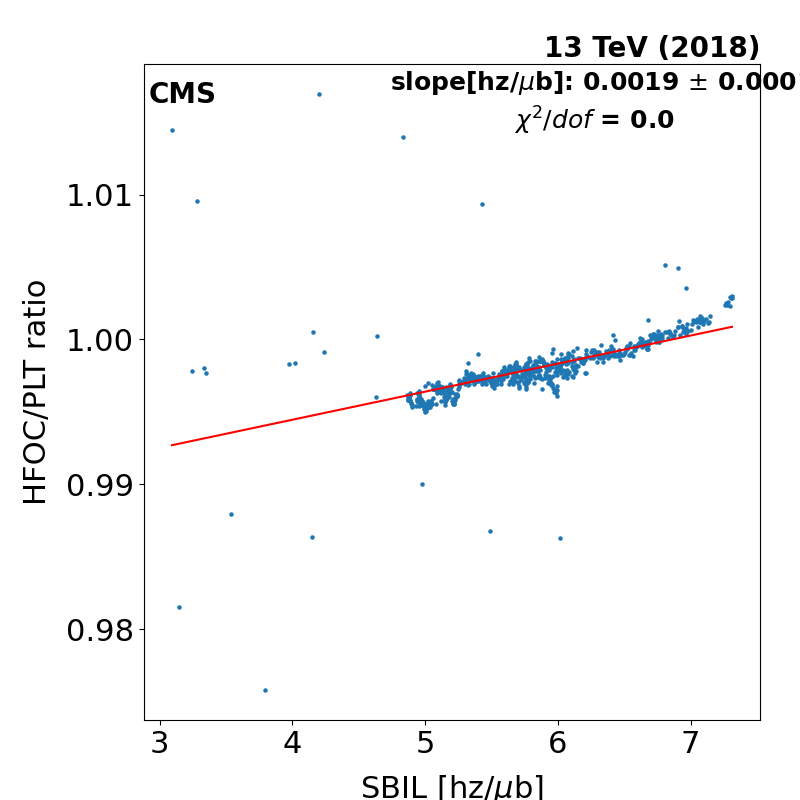 13 TeV (2018)
CMS
slope[hz/μb]: 0.0019 ± 0.000
χ²/dof = 0.0
HFOC/PLT ratio
1.01
1.00
0.99
0.98
3 4 5 6 7
SBIL [hz/μb]